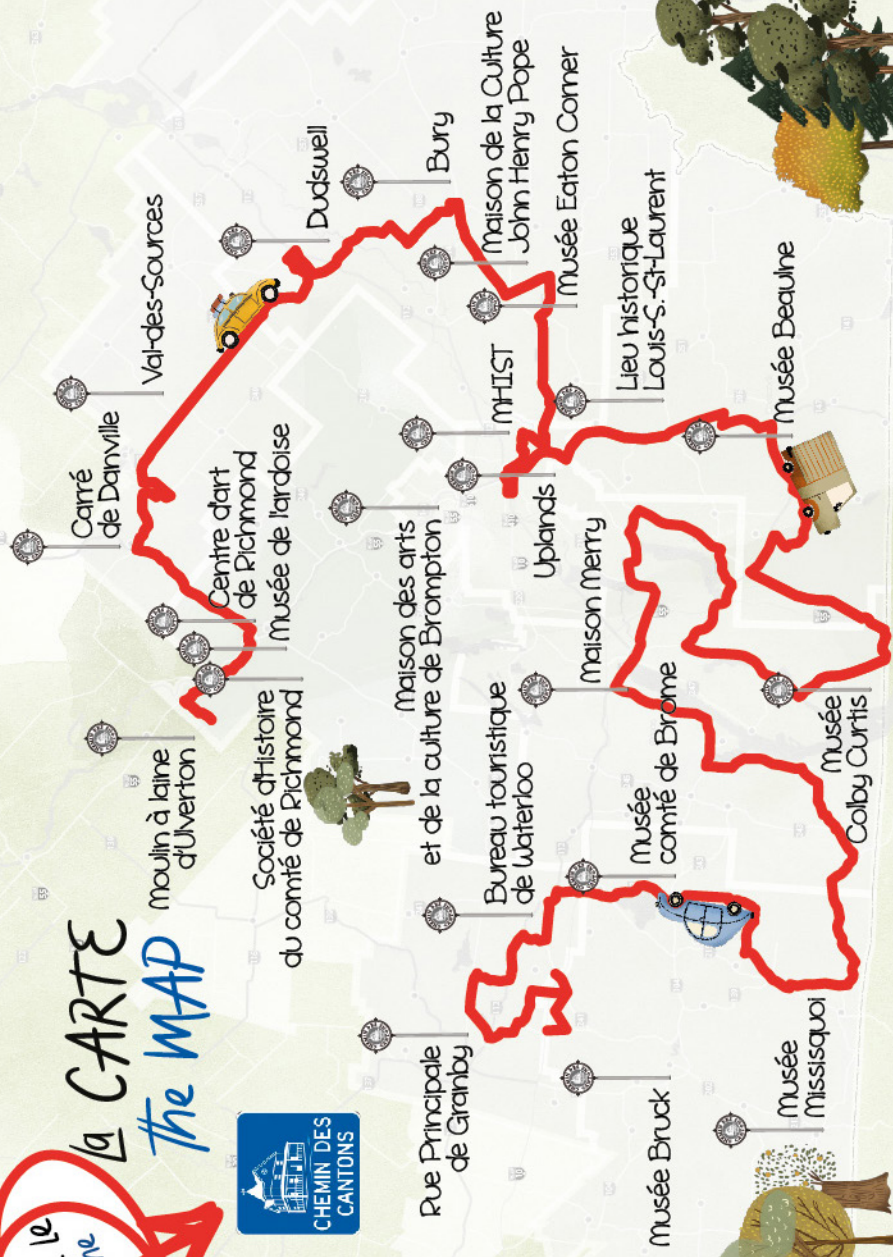 Le
La CARTE
the MAP
CHEMIN DES
CANTONS
Moulin à laine
d'Ulverton
Société d'Histoire
du comté de Richmond
Centre d'art
de Richmond
Musée de l'ardoise
Carré
de Danville
Val-des-Sources
Dudswell
Bury
Maison de la Culture
John Henry Pope
Musée Eaton Corner
MHIST
Lieu historique
Louis-S.-St-Laurent
Uplands
Maison des arts
et de la culture de Brompton
Musée Beaulne
Maison Merry
Musée
Colby Curtis
Bureau touristique
de Waterloo
Musée
comté de Brome
Rue Principale
de Granby
Musée Bruck
Musée
Missisquoi